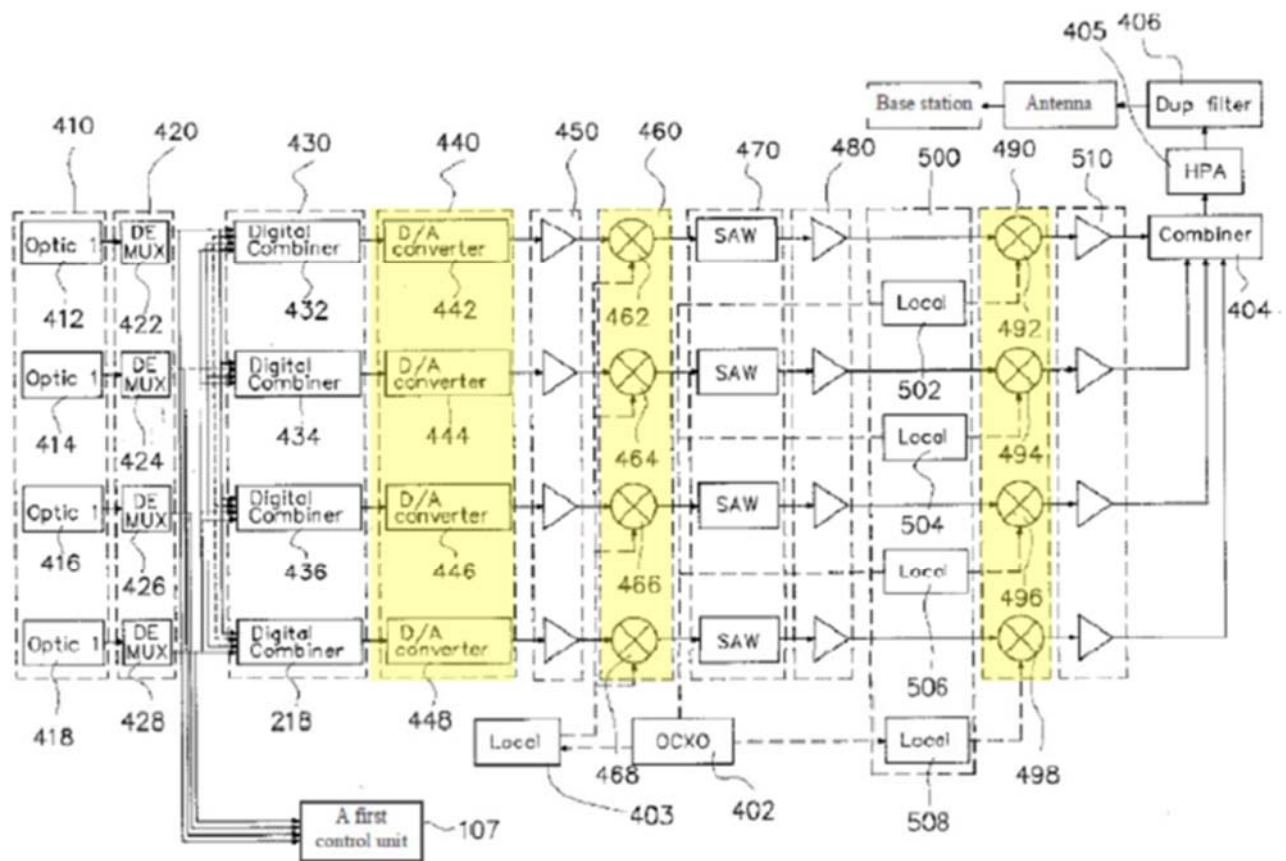 406
405
Base station
Antenna
Dup filter
410
420
430
440
450
460
470
480
500
490
510
HPA
Optic 1
DE
MUX
Digital
Combiner
D/A
converter
SAW
Combiner
412
422
432
442
462
Local
492
404
502
Optic 1
DE
MUX
Digital
Combiner
D/A
converter
SAW
414
424
434
444
464
Local
494
504
Optic 1
DE
MUX
Digital
Combiner
D/A
converter
SAW
416
426
436
446
466
Local
496
506
Optic 1
DE
MUX
Digital
Combiner
D/A
converter
SAW
418
428
218
448
468
Local
OCXO
Local
498
403
402
508
A first
control unit
107